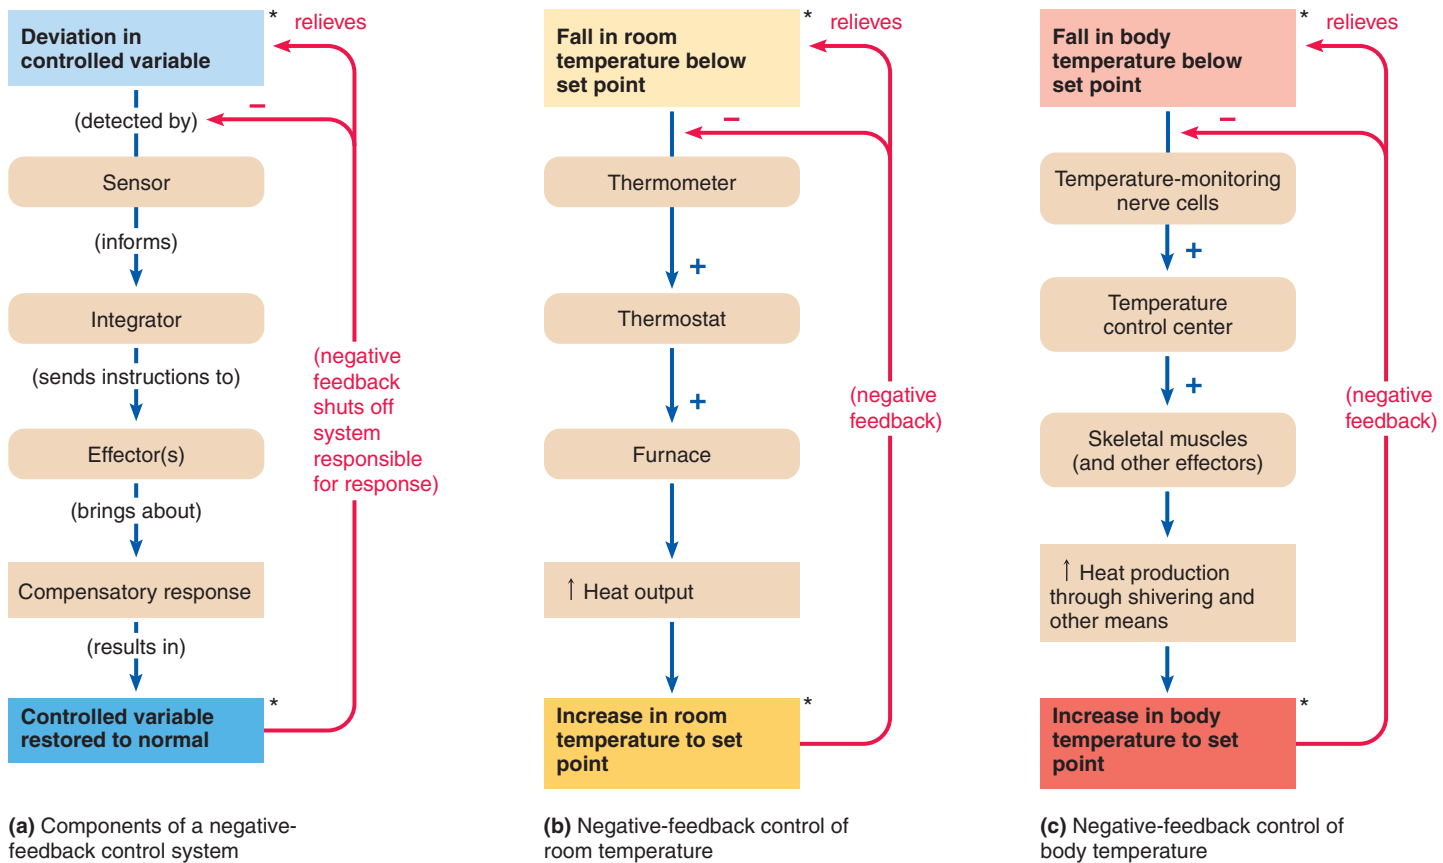 *
relieves
Deviation in
controlled variable
–
(detected by)
Sensor
(informs)
Integrator
(sends instructions to)
Effector(s)
(brings about)
Compensatory response
(results in)
*
Controlled variable
restored to normal
(negative
feedback
shuts off
system
responsible
for response)
(a) Components of a negative-
feedback control system
*
relieves
Fall in room
temperature below
set point
–
Thermometer
+
Thermostat
+
Furnace
↑ Heat output
*
Increase in room
temperature to set
point
(negative
feedback)
(b) Negative-feedback control of
room temperature
*
relieves
Fall in body
temperature below
set point
–
Temperature-monitoring
nerve cells
+
Temperature
control center
+
Skeletal muscles
(and other effectors)
↑ Heat production
through shivering and
other means
*
Increase in body
temperature to set
point
(negative
feedback)
(c) Negative-feedback control of
body temperature